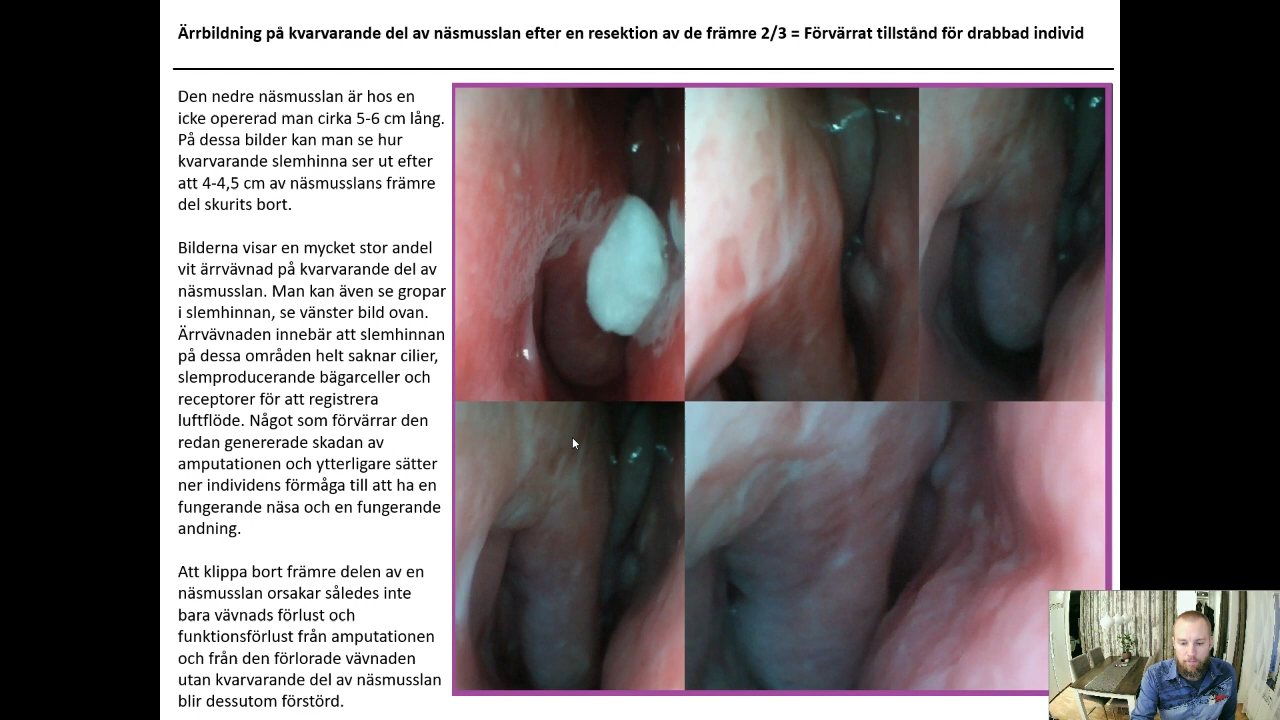 Ärrbildning på kvarvarande del av näsmusslan efter en resektion av de främre 2/3 = Förvärrat tillstånd för drabbad individ
Den nedre näsmusslan är hos en
icke opererad man cirka 5-6 cm lång.
På dessa bilder kan man se hur
kvarvarande slemhinna ser ut efter
att 4-4,5 cm av näsmusslans främre
del skurits bort.
Bilderna visar en mycket stor andel
vit ärrvävnad på kvarvarande del av
näsmusslan. Man kan även se gropar
i slemhinnan, se vänster bild ovan.
Ärrvävnaden innebär att slemhinnan
på dessa områden helt saknar cilier,
slemproducerande bägarceller och
receptorer för att registrera
luftflöde. Något som förvärrar den
redan genererade skadan av
amputationen och ytterligare sätter
ner individens förmåga till att ha en
fungerande näsa och en fungerande
andning.
Att klippa bort främre delen av en
näsmusslan orsakar således inte
bara vävnads förlust och
funktionsförlust från amputationen
och från den förlorade vävnaden
utan kvarvarande del av näsmusslan
blir dessutom förstörd.